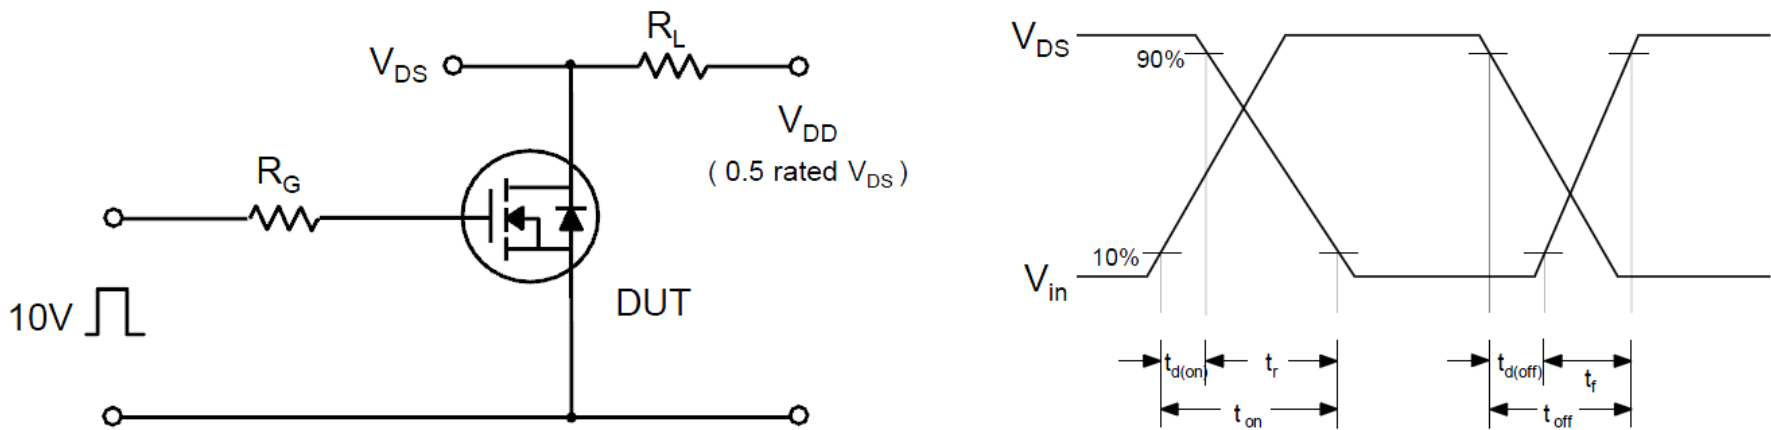 R_L
V_DS
V_DD
( 0.5 rated V_DS )
R_G
10V
DUT
V_DS
90%
10%
V_in
t_d(on)
t_r
t_on
t_d(off)
t_f
t_off